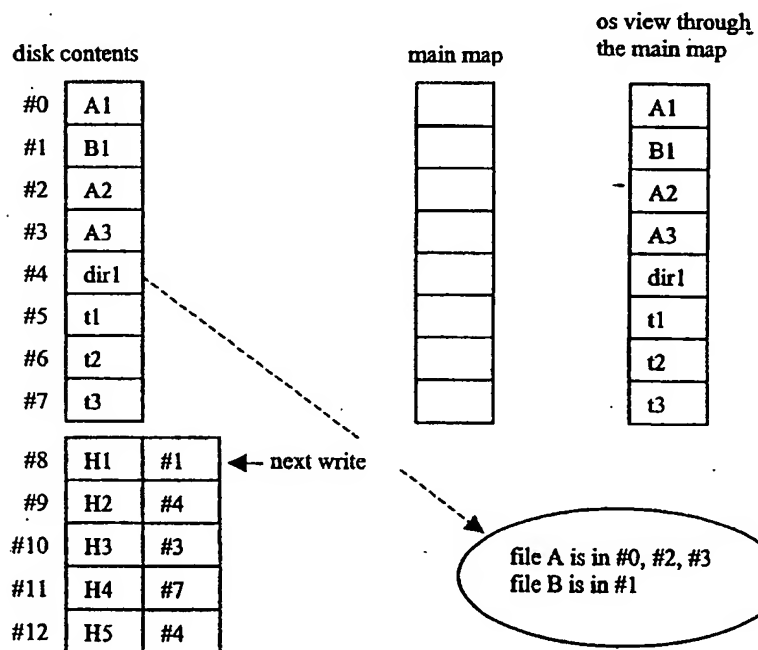 os view through
disk contents main map the main map
#0 A1 A1
#1 B1 B1
#2 A2 A2
#3 A3 A3
#4 dir1 dir1
#5 t1 t1
#6 t2 t2
#7 t3 t3
#8 H1 #1 next write
#9 H2 #4
#10 H3 #3
file A is in #0, #2, #3
#11 H4 #7
file B is in #1
#12 H5 #4